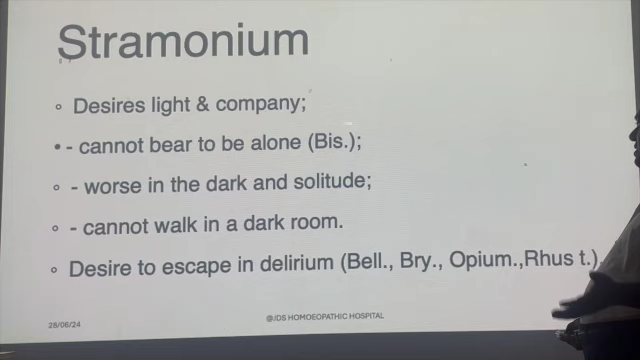 Stramonium
◦ Desires light & company;
• - cannot bear to be alone (Bis.);
◦ - worse in the dark and solitude;
◦ - cannot walk in a dark room.
◦ Desire to escape in delirium (Bell., Bry., Opium.,Rhus t.)
28/06/24
@JDS HOMOEOPATHIC HOSPITAL